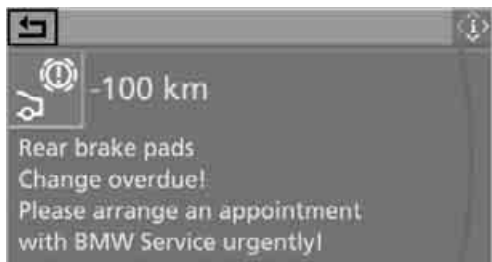 -100 km
Rear brake pads
Change overdue!
Please arrange an appointment
with BMW Service urgently!